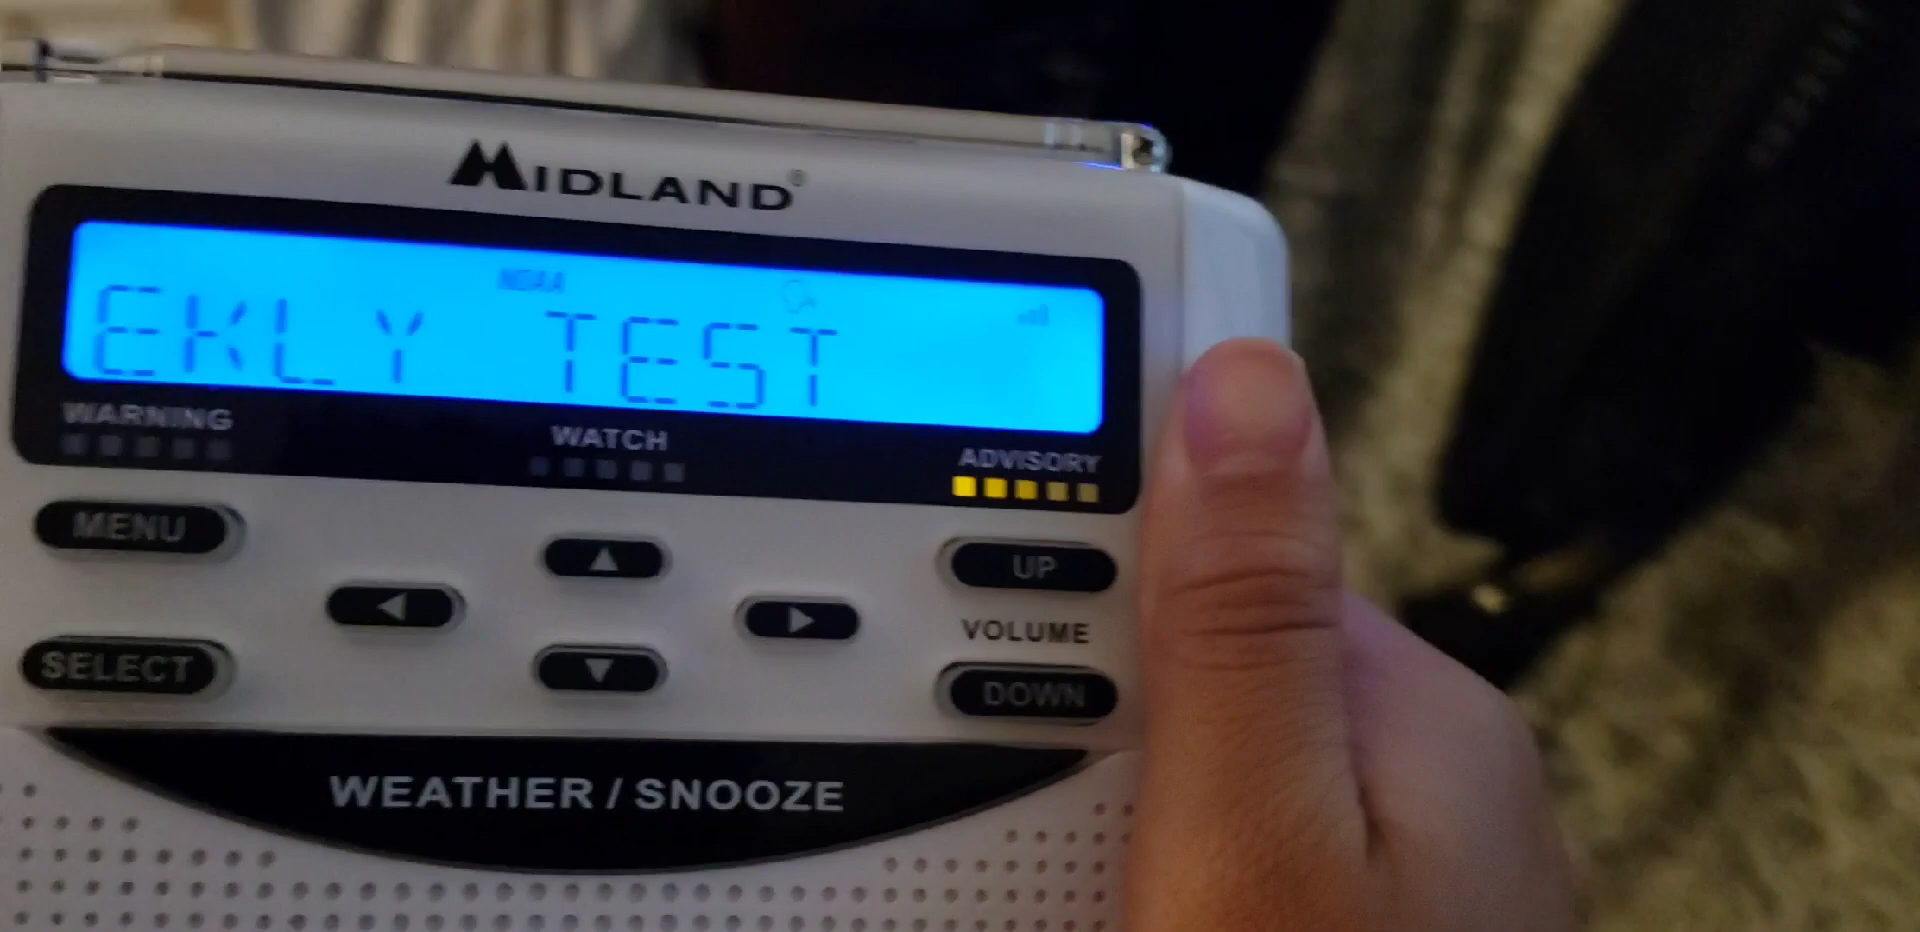 MIDLAND®
NOAA
EKLY TEST
WARNING
WATCH
ADVISORY
MENU
UP
VOLUME
SELECT
DOWN
WEATHER / SNOOZE